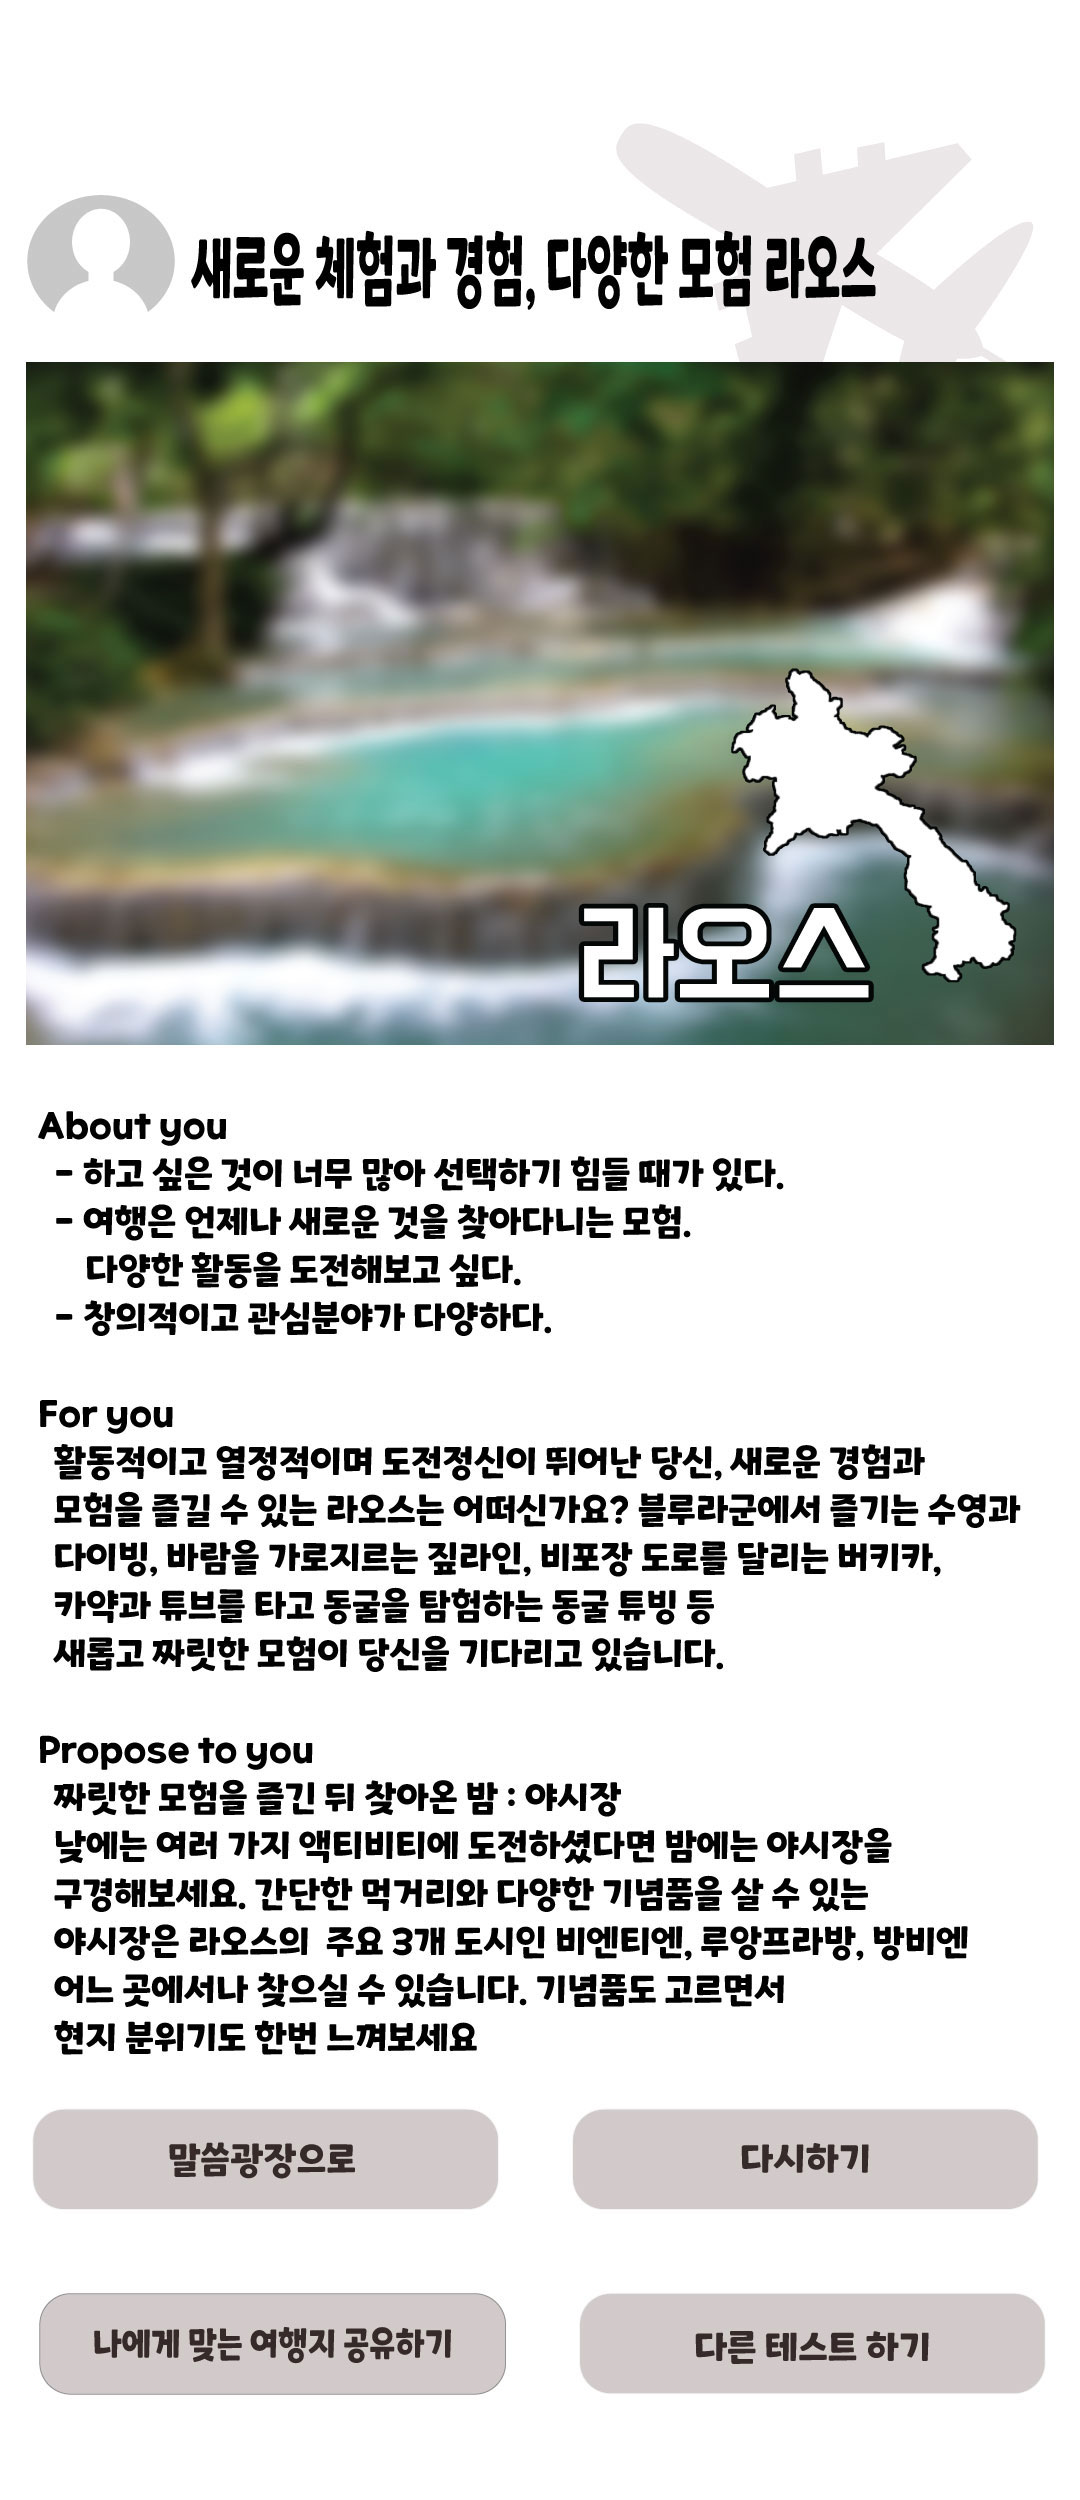 새로운 체험과 경험, 다양한 모험 라오스
라오스
About you
- 하고 싶은 것이 너무 많아 선택하기 힘들 때가 있다.
- 여행은 언제나 새로운 것을 찾아다니는 모험.
다양한 활동을 도전해보고 싶다.
- 창의적이고 관심분야가 다양하다.
For you
활동적이고 열정적이며 도전정신이 뛰어난 당신, 새로운 경험과
모험을 즐길 수 있는 라오스는 어떠신가요? 블루라군에서 즐기는 수영과
다이빙, 바람을 가로지르는 짚라인, 비포장 도로를 달리는 버키카,
카약과 튜브를 타고 동굴을 탐험하는 동굴 튜빙 등
새롭고 짜릿한 모험이 당신을 기다리고 있습니다.
Propose to you
짜릿한 모험을 즐긴 뒤 찾아온 밤 : 야시장
낮에는 여러 가지 액티비티에 도전하셨다면 밤에는 야시장을
구경해보세요. 간단한 먹거리와 다양한 기념품을 살 수 있는
야시장은 라오스의 주요 3개 도시인 비엔티엔, 루앙프라방, 방비엔
어느 곳에서나 찾으실 수 있습니다. 기념품도 고르면서
현지 분위기도 한번 느껴보세요
말씀광장으로
다시하기
나에게 맞는 여행지 공유하기
다른 테스트 하기